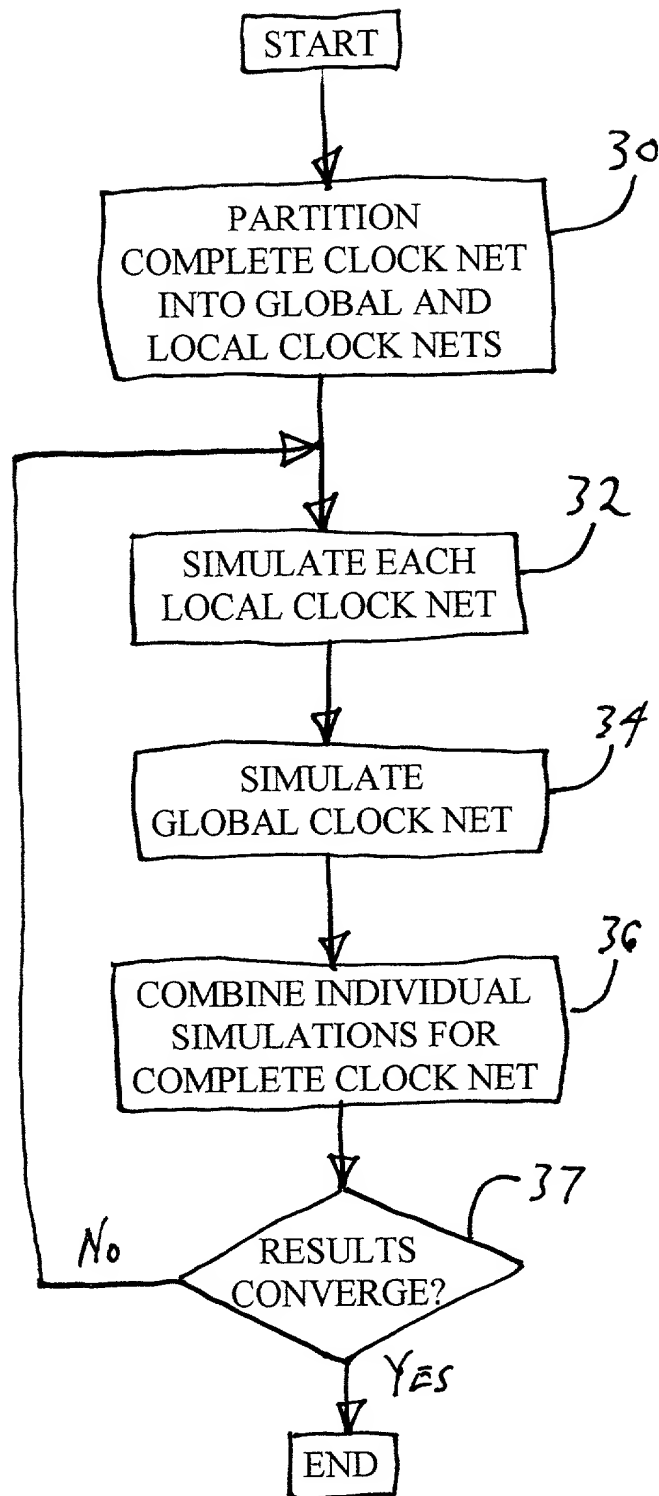 START
30
PARTITION
COMPLETE CLOCK NET
INTO GLOBAL AND
LOCAL CLOCK NETS
32
SIMULATE EACH
LOCAL CLOCK NET
34
SIMULATE
GLOBAL CLOCK NET
36
COMBINE INDIVIDUAL
SIMULATIONS FOR
COMPLETE CLOCK NET
37
No
RESULTS
CONVERGE?
YES
END